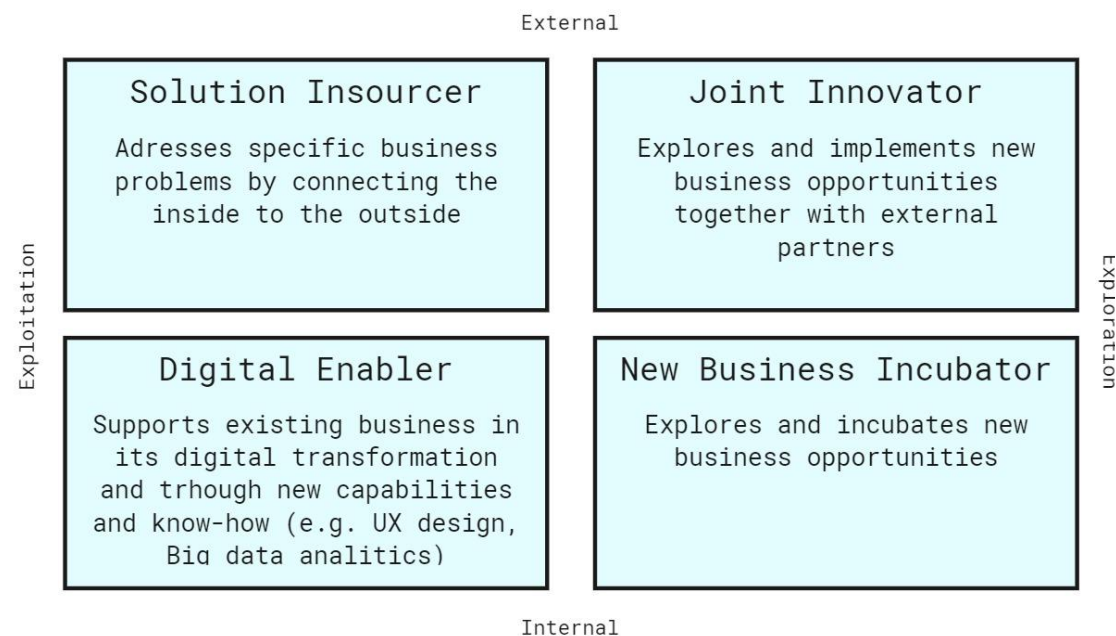 External
Solution Insourcer
Adresses specific business
problems by connecting the
inside to the outside
Joint Innovator
Explores and implements new
business opportunities
together with external
partners
Exploitation
Exploration
Digital Enabler
Supports existing business in
its digital transformation
and trhough new capabilities
and know-how (e.g. UX design,
Big data analitics)
New Business Incubator
Explores and incubates new
business opportunities
Internal